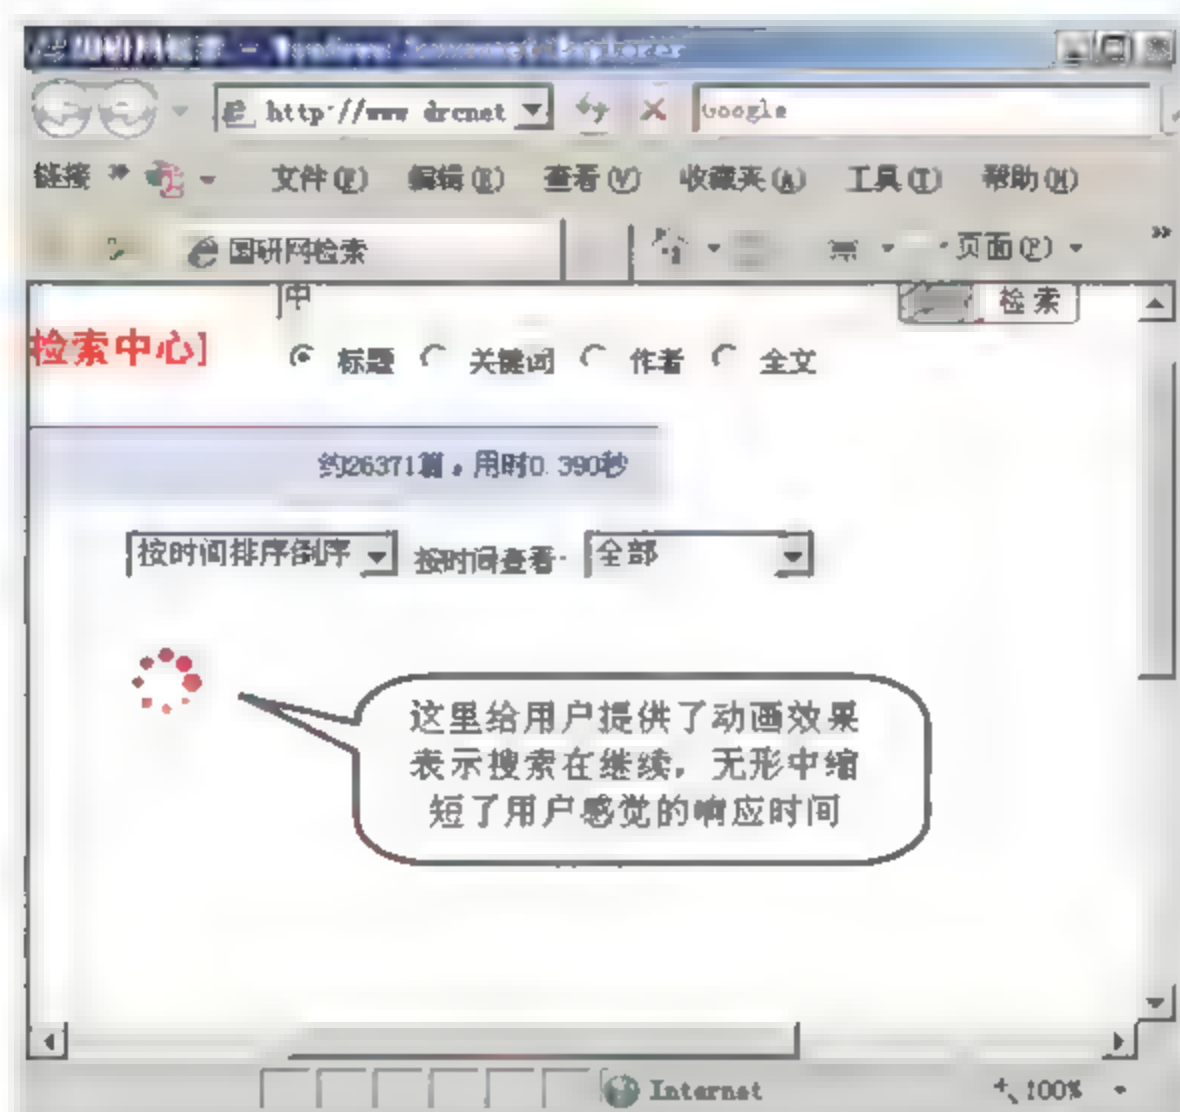 http://www drcnet
Google
链接 » 文件(F) 编辑(E) 查看(V) 收藏夹(A) 工具(T) 帮助(H)
国研网检索 页面(P) »
中 检 索
检索中心] 标题 关键词 作者 全文
约26371篇，用时0.390秒
按时间排序倒序 按时间查看: 全部
这里给用户提供了动画效果
表示搜索在继续，无形中缩
短了用户感觉的响应时间
Internet 100%